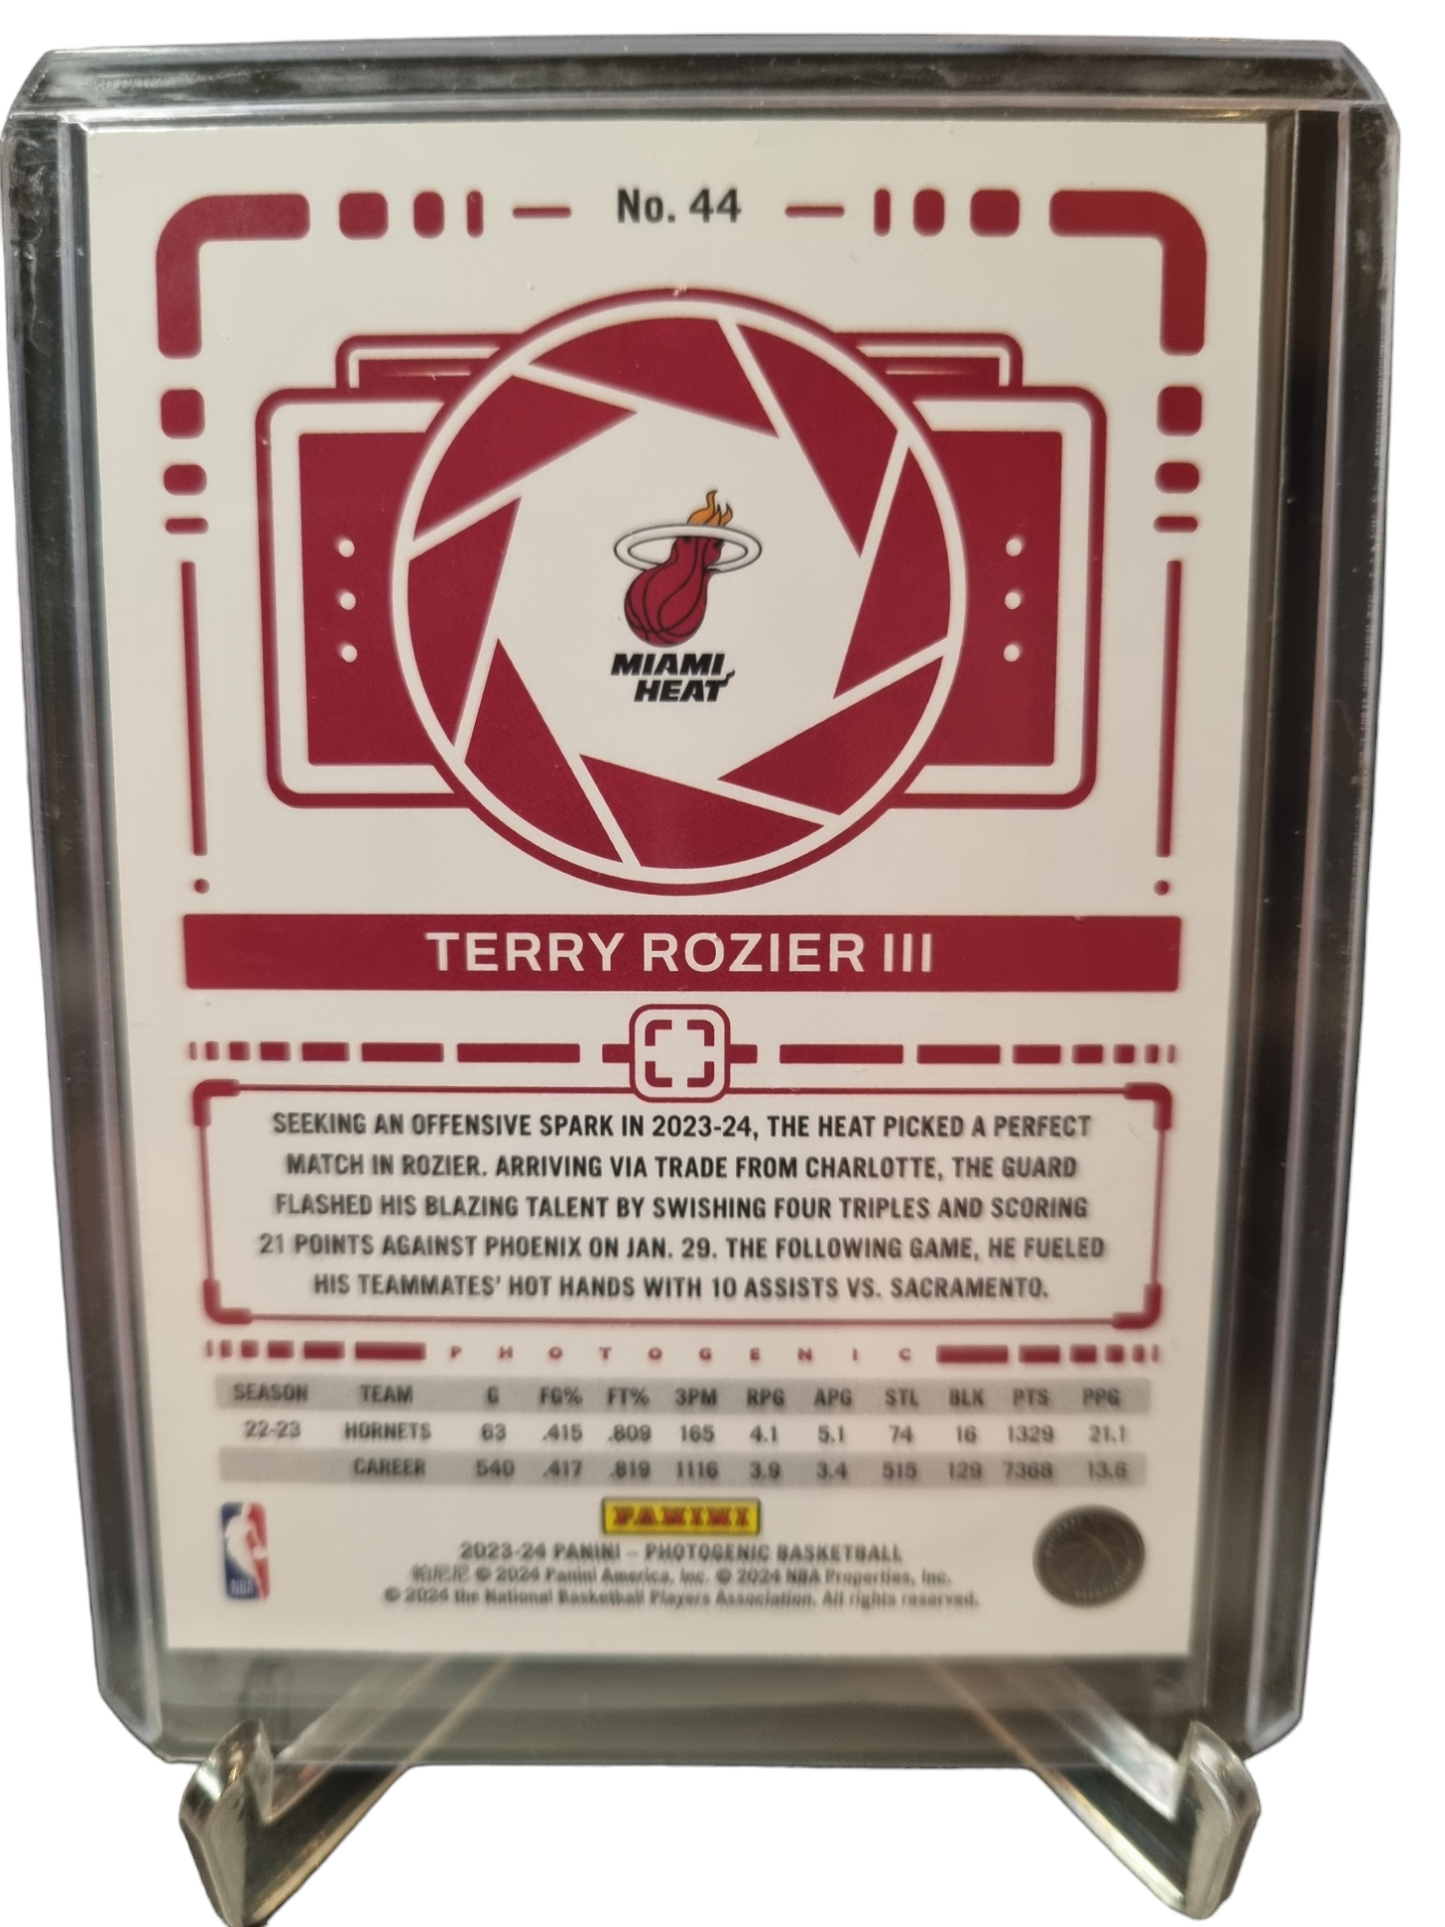 No. 44
MIAMI
HEAT
TERRY ROZIER III
SEEKING AN OFFENSIVE SPARK IN 2023-24, THE HEAT PICKED A PERFECT
MATCH IN ROZIER. ARRIVING VIA TRADE FROM CHARLOTTE, THE GUARD
FLASHED HIS BLAZING TALENT BY SWISHING FOUR TRIPLES AND SCORING
21 POINTS AGAINST PHOENIX ON JAN. 29. THE FOLLOWING GAME, HE FUELED
HIS TEAMMATES' HOT HANDS WITH 10 ASSISTS VS. SACRAMENTO.
PHOTOGENIC
SEASON TEAM G FG% FT% 3PM RPG APG STL BLK PTS PPG
22-23 HORNETS 63 .415 .809 165 4.1 5.1 74 16 1329 21.1
CAREER 540 .417 .819 1116 3.9 3.4 515 129 7368 13.6
PANINI
2023-24 PANINI – PHOTOGENIC BASKETBALL
帕尼尼 © 2024 Panini America, Inc. © 2024 NBA Properties, Inc.
© 2024 the National Basketball Players Association. All rights reserved.
NBA